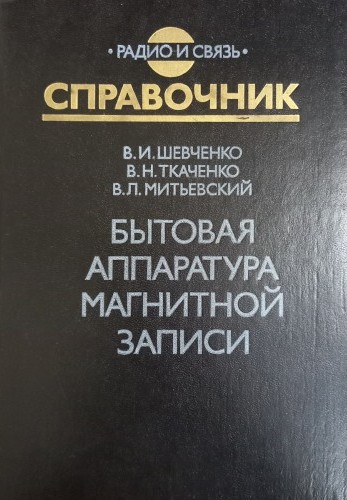 • РАДИО И СВЯЗЬ •
СПРАВОЧНИК
В.И.ШЕВЧЕНКО
В.Н.ТКАЧЕНКО
В.Л.МИТЬЕВСКИЙ
БЫТОВАЯ
АППАРАТУРА
МАГНИТНОЙ
ЗАПИСИ